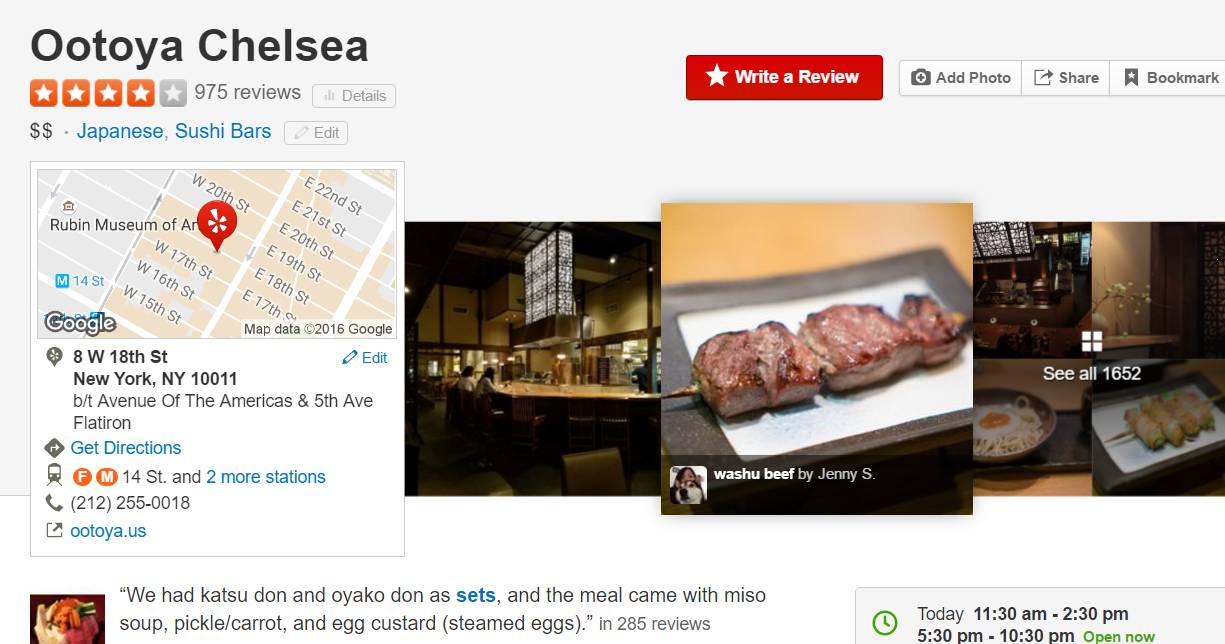 Ootoya Chelsea
975 reviews Details
Write a Review
Add Photo
Share
Bookmark
$$ · Japanese, Sushi Bars Edit
W 20th St
E 22nd St
E 21st St
E 20th St
E 19th St
E 18th St
E 17th St
Rubin Museum of Ar
W 17th St
W 16th St
W 15th St
M 14 St
Google
Map data ©2016 Google
8 W 18th St
Edit
New York, NY 10011
b/t Avenue Of The Americas & 5th Ave
Flatiron
Get Directions
F M 14 St. and 2 more stations
(212) 255-0018
ootoya.us
washu beef by Jenny S.
See all 1652
“We had katsu don and oyako don as sets, and the meal came with miso
soup, pickle/carrot, and egg custard (steamed eggs).” in 285 reviews
Today 11:30 am - 2:30 pm
5:30 pm - 10:30 pm Open now